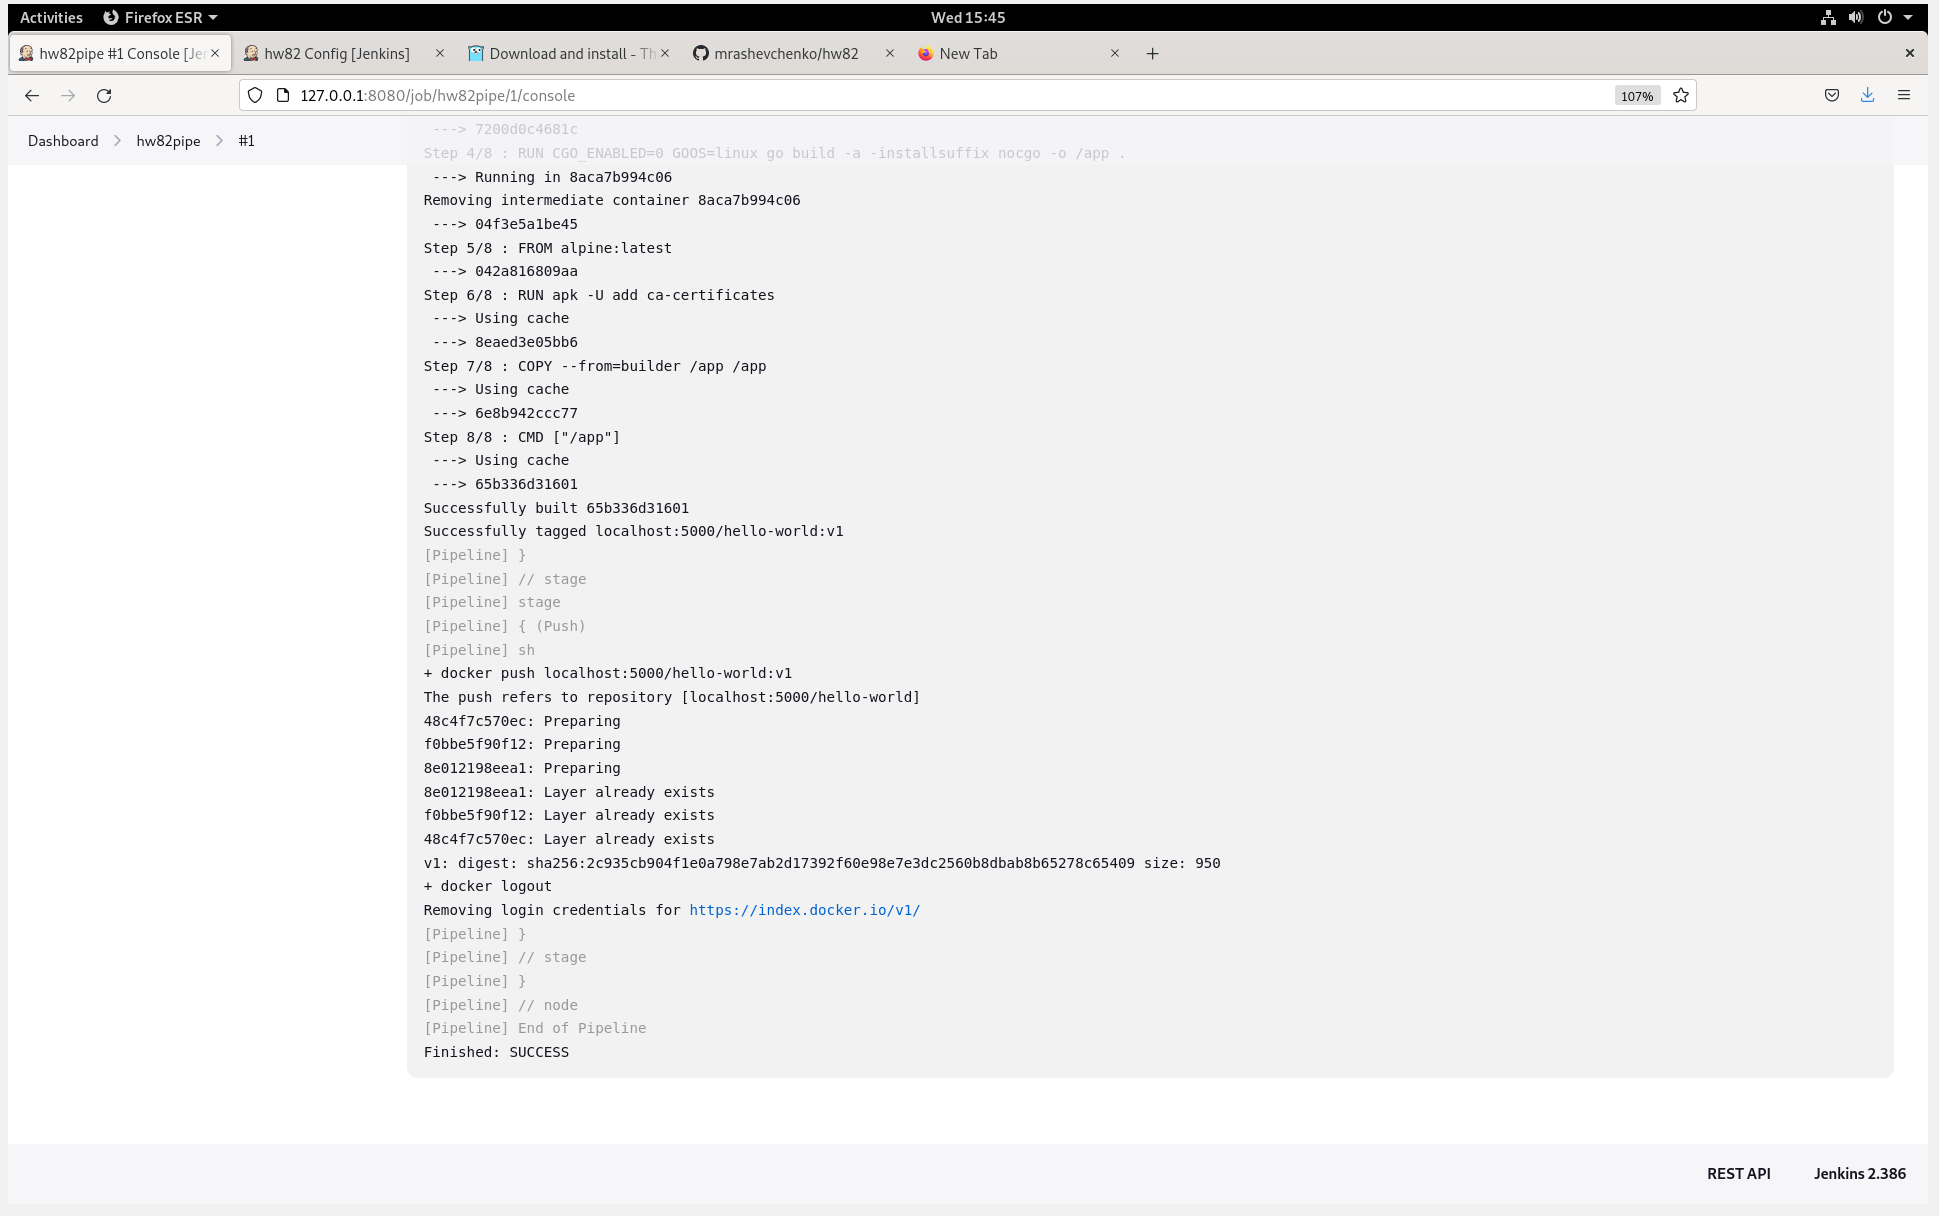 Activities Firefox ESR Wed 15:45
hw82pipe #1 Console [Je hw82 Config [Jenkins] Download and install - Th mrashevchenko/hw82 New Tab
127.0.0.1:8080/job/hw82pipe/1/console 107%
Dashboard hw82pipe #1
---> 7200d0c4681c
Step 4/8 : RUN CGO_ENABLED=0 GOOS=linux go build -a -installsuffix nocgo -o /app .
---> Running in 8aca7b994c06
Removing intermediate container 8aca7b994c06
---> 04f3e5a1be45
Step 5/8 : FROM alpine:latest
---> 042a816809aa
Step 6/8 : RUN apk -U add ca-certificates
---> Using cache
---> 8eaed3e05bb6
Step 7/8 : COPY --from=builder /app /app
---> Using cache
---> 6e8b942ccc77
Step 8/8 : CMD ["/app"]
---> Using cache
---> 65b336d31601
Successfully built 65b336d31601
Successfully tagged localhost:5000/hello-world:v1
[Pipeline] }
[Pipeline] // stage
[Pipeline] stage
[Pipeline] { (Push)
[Pipeline] sh
+ docker push localhost:5000/hello-world:v1
The push refers to repository [localhost:5000/hello-world]
48c4f7c570ec: Preparing
f0bbe5f90f12: Preparing
8e012198eea1: Preparing
8e012198eea1: Layer already exists
f0bbe5f90f12: Layer already exists
48c4f7c570ec: Layer already exists
v1: digest: sha256:2c935cb904f1e0a798e7ab2d17392f60e98e7e3dc2560b8dbab8b65278c65409 size: 950
+ docker logout
Removing login credentials for https://index.docker.io/v1/
[Pipeline] }
[Pipeline] // stage
[Pipeline] }
[Pipeline] // node
[Pipeline] End of Pipeline
Finished: SUCCESS
REST API Jenkins 2.386